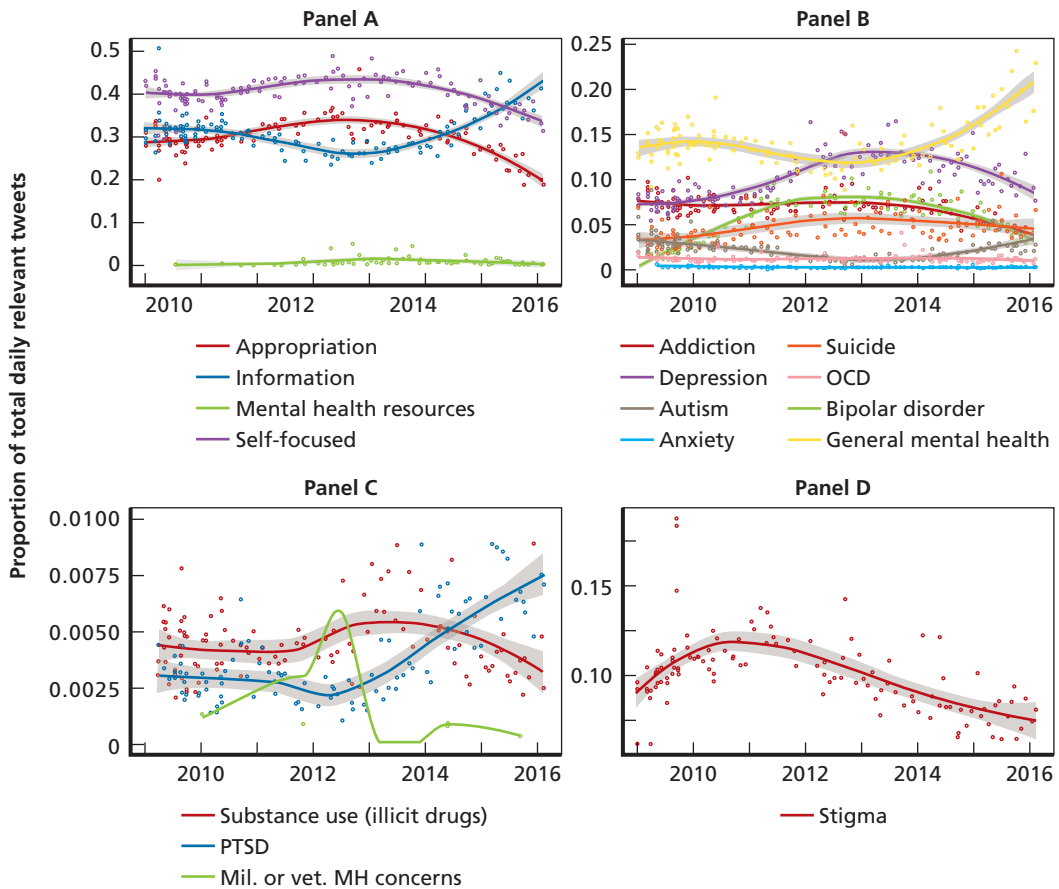 Proportion of total daily relevant tweets
Panel A
0.5
0.4
0.3
0.2
0.1
0
2010 2012 2014 2016
Appropriation
Information
Mental health resources
Self-focused
Panel B
0.25
0.20
0.15
0.10
0.05
0
2010 2012 2014 2016
Addiction Suicide
Depression OCD
Autism Bipolar disorder
Anxiety General mental health
Panel C
0.0100
0.0075
0.0050
0.0025
0
2010 2012 2014 2016
Substance use (illicit drugs)
PTSD
Mil. or vet. MH concerns
Panel D
0.15
0.10
2010 2012 2014 2016
Stigma